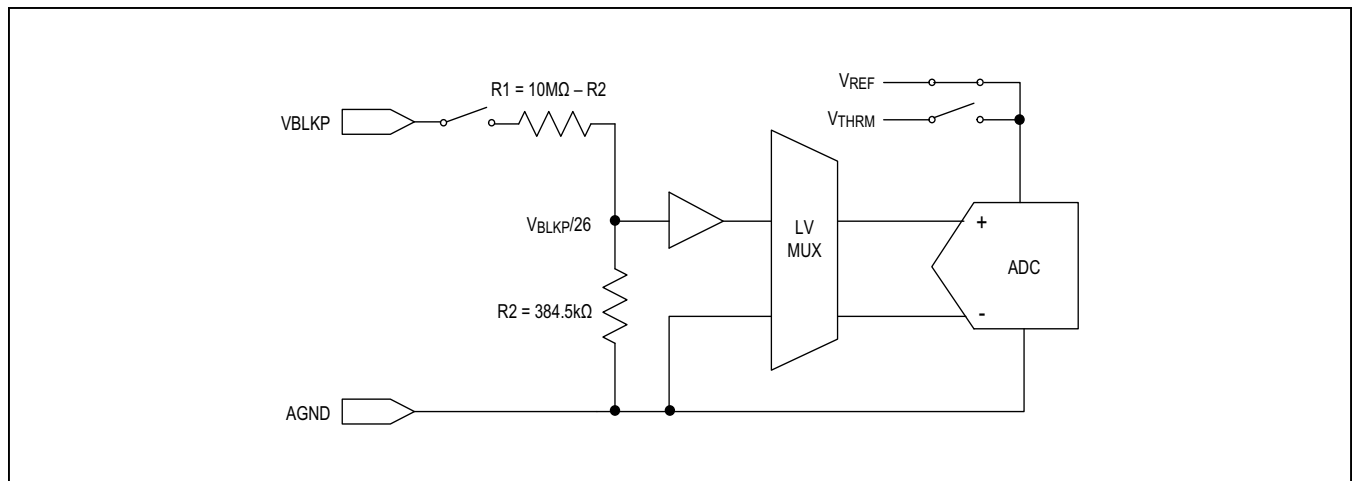 R1 = 10MΩ – R2
VREF
VBLKP
VTHRM
VBLKP/26
LV
MUX
+
ADC
-
R2 = 384.5kΩ
AGND